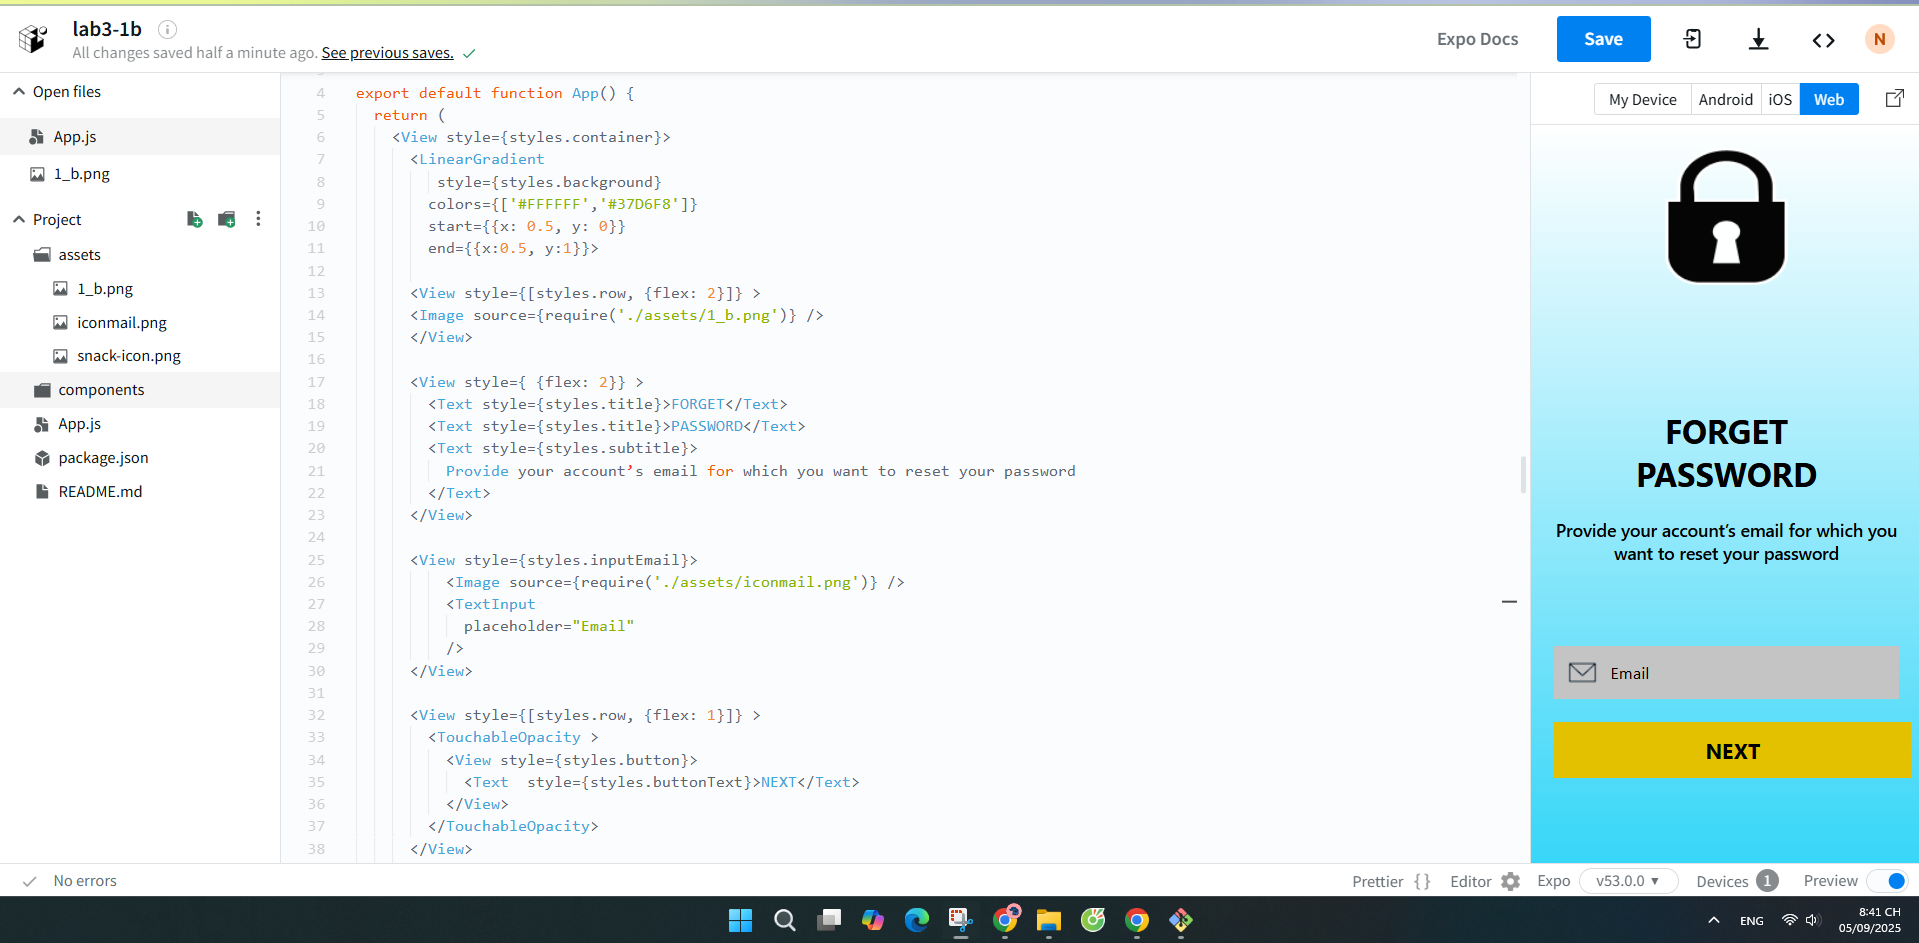 lab3-1b
All changes saved half a minute ago. See previous saves.
Expo Docs
Save
N
Open files
App.js
1_b.png
Project
assets
1_b.png
iconmail.png
snack-icon.png
components
App.js
package.json
README.md
4 export default function App() {
5 return (
6 <View style={styles.container}>
7 <LinearGradient
8 style={styles.background}
9 colors={['#FFFFFF','#37D6F8']}
10 start={{x: 0.5, y: 0}}
11 end={{x:0.5, y:1}}>
12
13 <View style={[styles.row, {flex: 2}]} >
14 <Image source={require('./assets/1_b.png')} />
15 </View>
16
17 <View style={ {flex: 2}} >
18 <Text style={styles.title}>FORGET</Text>
19 <Text style={styles.title}>PASSWORD</Text>
20 <Text style={styles.subtitle}>
21 Provide your account’s email for which you want to reset your password
22 </Text>
23 </View>
24
25 <View style={styles.inputEmail}>
26 <Image source={require('./assets/iconmail.png')} />
27 <TextInput
28 placeholder="Email"
29 />
30 </View>
31
32 <View style={[styles.row, {flex: 1}]} >
33 <TouchableOpacity >
34 <View style={styles.button}>
35 <Text  style={styles.buttonText}>NEXT</Text>
36 </View>
37 </TouchableOpacity>
38 </View>
My Device
Android
iOS
Web
FORGET
PASSWORD
Provide your account’s email for which you
want to reset your password
Email
NEXT
No errors
Prettier {}
Editor
Expo
v53.0.0
Devices 1
Preview
ENG
8:41 CH
05/09/2025